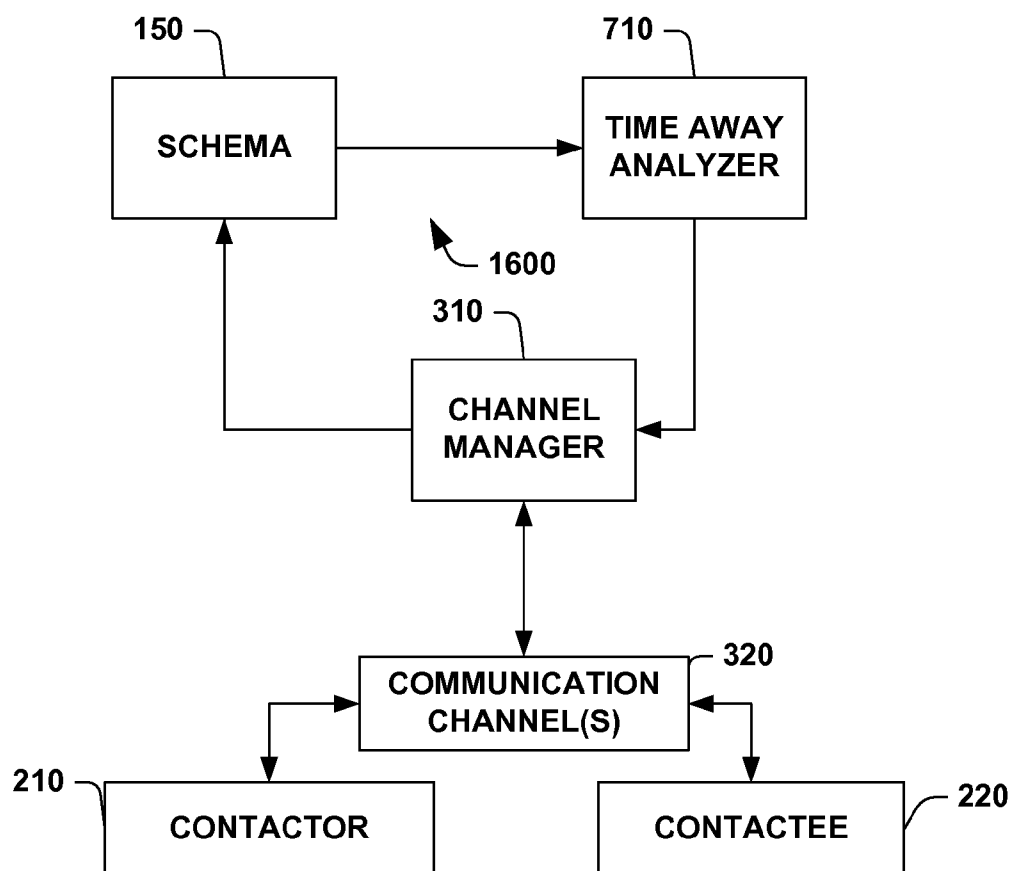 150
710
SCHEMA
TIME AWAY
ANALYZER
1600
310
CHANNEL
MANAGER
320
COMMUNICATION
CHANNEL(S)
210
CONTACTOR
CONTACTEE
220